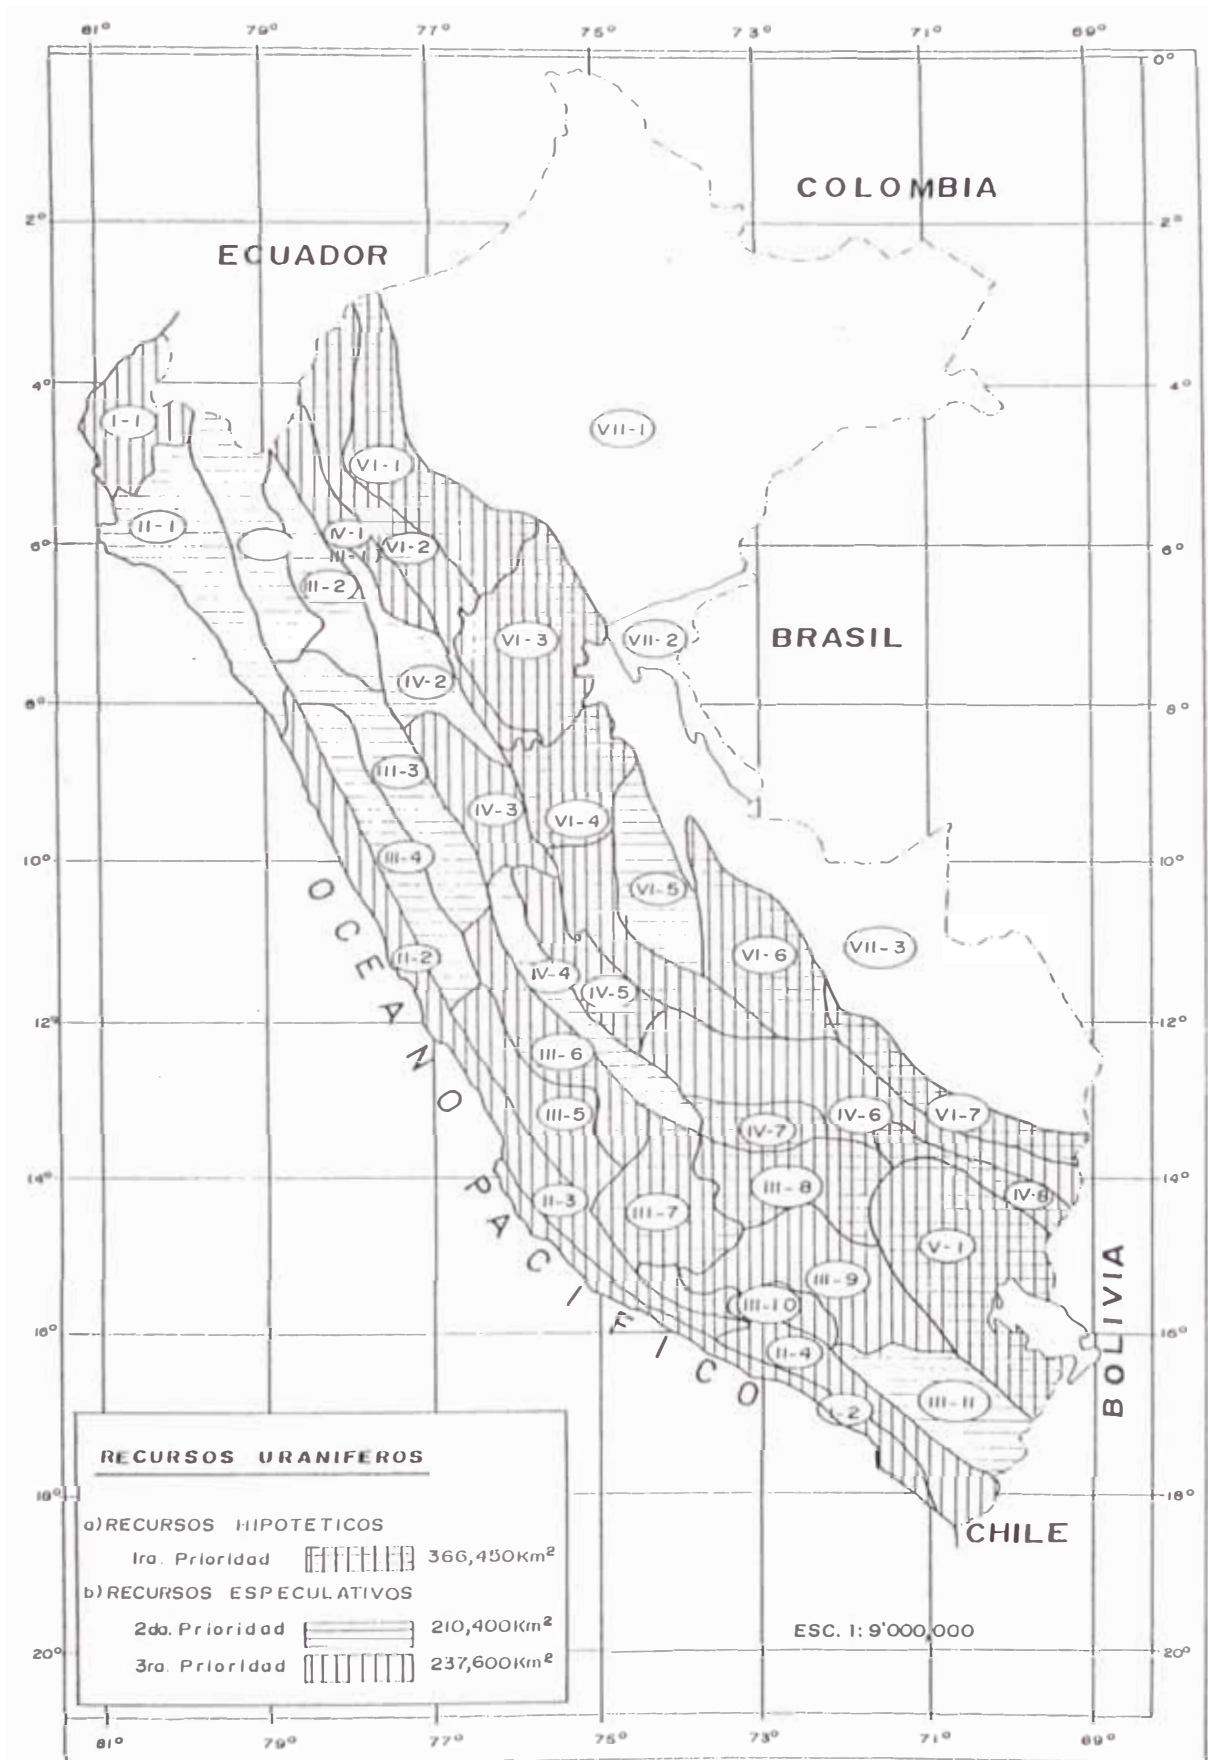 81° 79° 77° 75° 73° 71° 69°
0°
COLOMBIA
2° 2°
ECUADOR
4° 4°
I-1
VII-1
VI-1
II-1
IV-1
VI-2
III-1
6° 6°
II-2
VI-3
VII-2
BRASIL
IV-2
8° 8°
III-3
IV-3
VI-4
III-4
10° 10°
VI-5
II-2
IV-4
VI-6
VII-3
IV-5
12° 12°
III-6
III-5
IV-7
IV-6
VI-7
14° 14°
II-3
III-7
III-8
IV-8
V-1
III-9
III-10
16° 16°
II-4
III-11
I-2
OCEANO PACIFICO
BOLIVIA
CHILE
RECURSOS URANIFEROS
18° 18°
a) RECURSOS HIPOTETICOS
1ra. Prioridad 366,450Km²
b) RECURSOS ESPECULATIVOS
2da. Prioridad 210,400Km²
3ra. Prioridad 237,600Km²
ESC. 1:9'000,000
20° 20°
81° 79° 77° 75° 73° 71° 69°